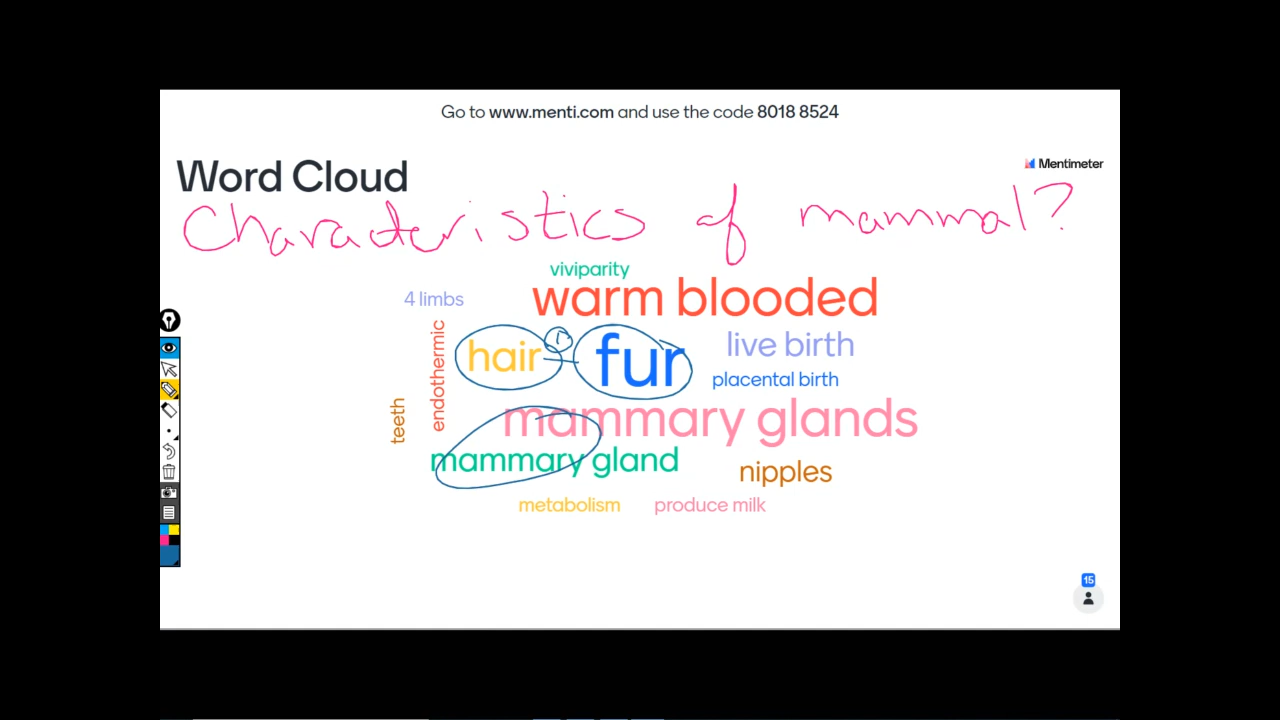 Go to www.menti.com and use the code 8018 8524
Mentimeter
Word Cloud
Characteristics of mammal?
viviparity
4 limbs
warm blooded
endothermic
hair
1
fur
live birth
placental birth
teeth
mammary glands
mammary gland
nipples
metabolism
produce milk
15